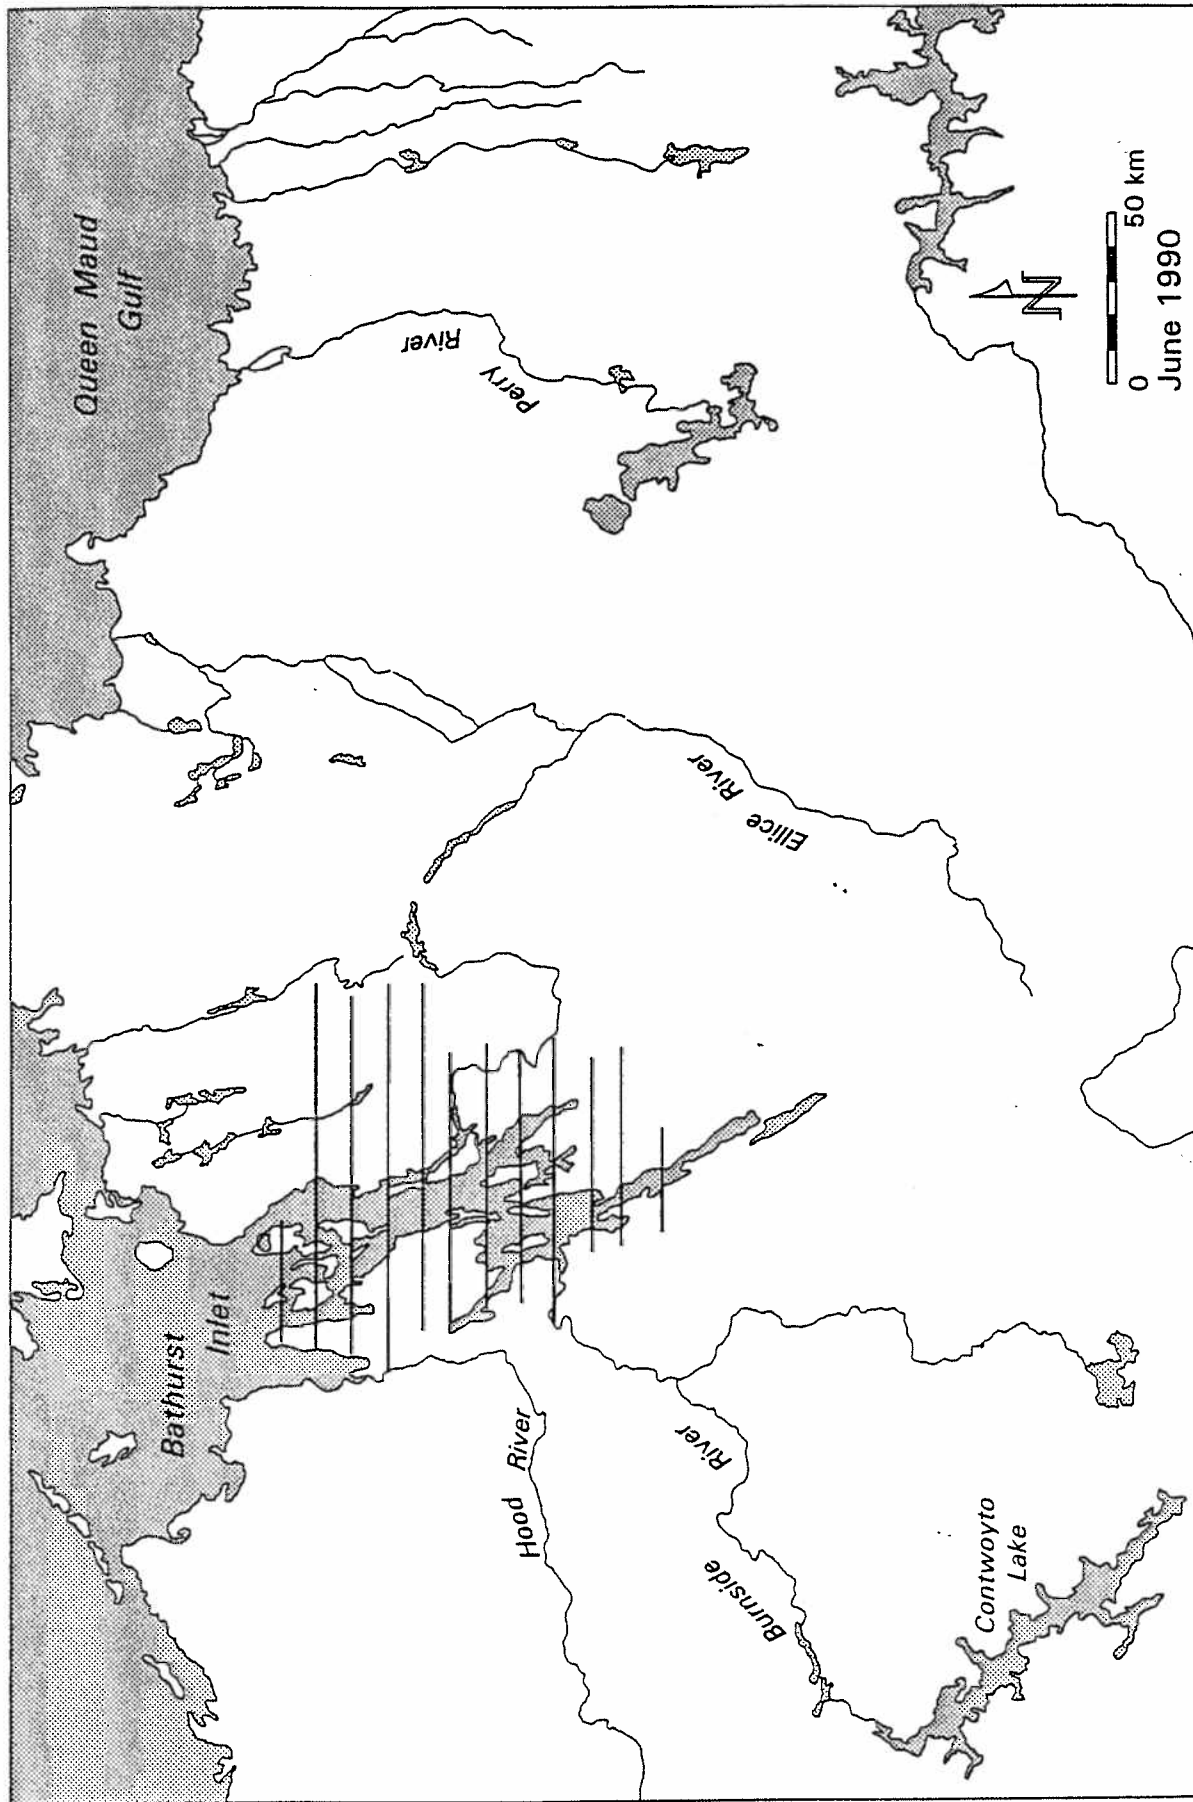 Queen Maud
Gulf
Bathurst
Inlet
Perry
River
Ellice River
Hood River
Burnside
River
Contwoyto
Lake
N
0 50 km
June 1990